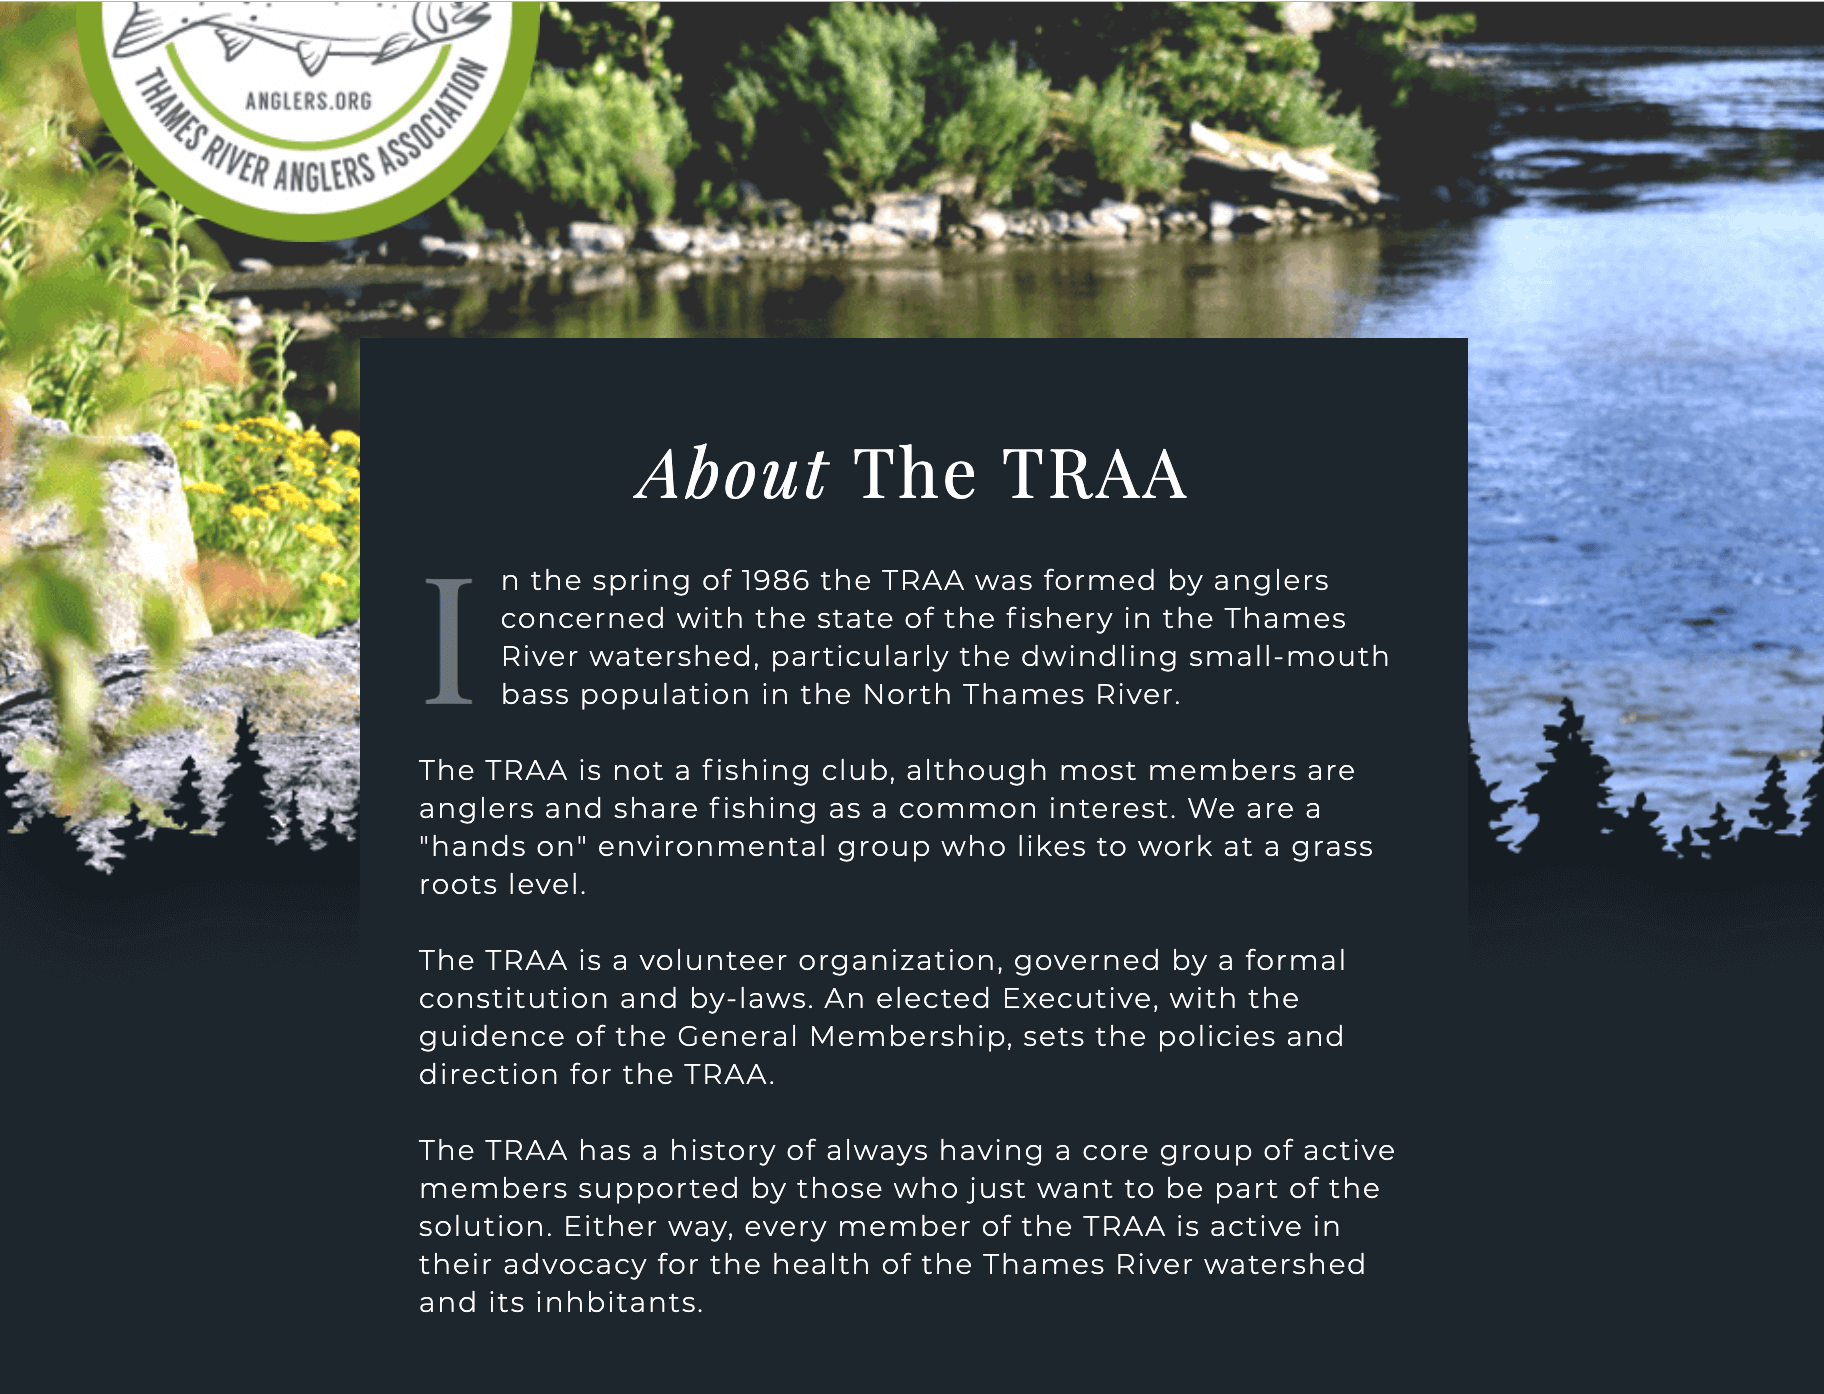 ANGLERS.ORG
THAMES RIVER ANGLERS ASSOCIATION
About The TRAA
In the spring of 1986 the TRAA was formed by anglers
concerned with the state of the fishery in the Thames
River watershed, particularly the dwindling small-mouth
bass population in the North Thames River.
The TRAA is not a fishing club, although most members are
anglers and share fishing as a common interest. We are a
"hands on" environmental group who likes to work at a grass
roots level.
The TRAA is a volunteer organization, governed by a formal
constitution and by-laws. An elected Executive, with the
guidence of the General Membership, sets the policies and
direction for the TRAA.
The TRAA has a history of always having a core group of active
members supported by those who just want to be part of the
solution. Either way, every member of the TRAA is active in
their advocacy for the health of the Thames River watershed
and its inhbitants.